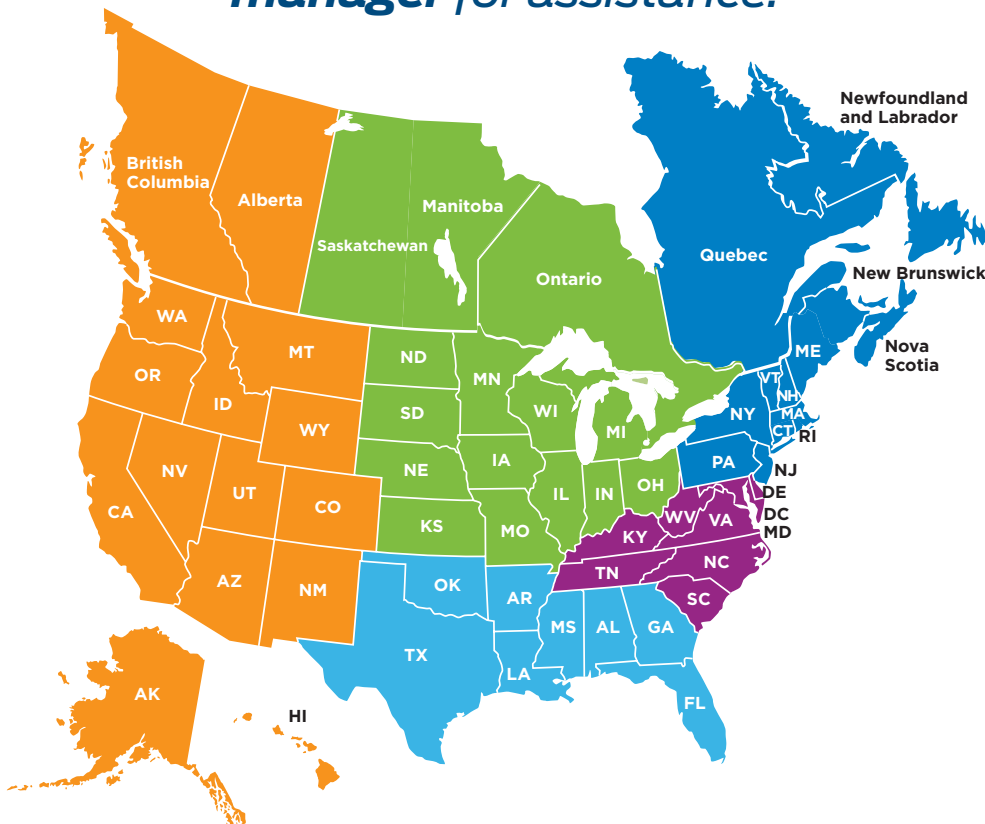 manager for assistance.
Newfoundland
and Labrador
British
Columbia
Alberta
Manitoba
Saskatchewan
Ontario
Quebec
New Brunswick
Nova
Scotia
WA
MT
ND
MN
ME
VT
NH
OR
ID
SD
WI
NY
MA
WY
MI
CT
RI
NV
IA
PA
NE
NJ
UT
IL
IN
OH
DE
CA
CO
KS
MO
WV
VA
DC
KY
MD
NC
AZ
NM
OK
TN
AR
SC
MS
AL
GA
TX
LA
AK
FL
HI